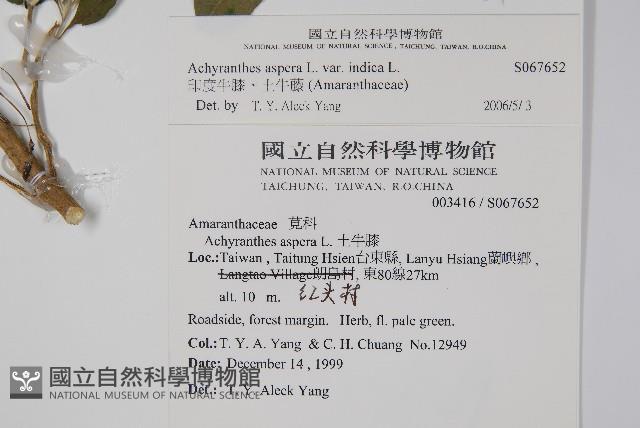 國立自然科學博物館
NATIONAL MUSEUM OF NATURAL SCIENCE, TAICHUNG, TAIWAN, R.O.CHINA
Achyranthes aspera L. var. indica L. S067652
印度牛膝、土牛藤 (Amaranthaceae)
Det. by T. Y. Aleck Yang 2006/5/ 3
國立自然科學博物館
NATIONAL MUSEUM OF NATURAL SCIENCE
TAICHUNG, TAIWAN, R.O.CHINA
003416 / S067652
Amaranthaceae 莧科
Achyranthes aspera L. 土牛膝
Loc.: Taiwan , Taitung Hsien台東縣, Lanyu Hsiang蘭嶼鄉 ,
Langtao Village朗島村, 東80線27km
alt. 10 m. 红头村
Roadside, forest margin. Herb, fl. pale green.
Col.: T. Y. A. Yang & C. H. Chuang No.12949
Date: December 14 , 1999
Det.: T. Y. Aleck Yang
國立自然科學博物館
NATIONAL MUSEUM OF NATURAL SCIENCE